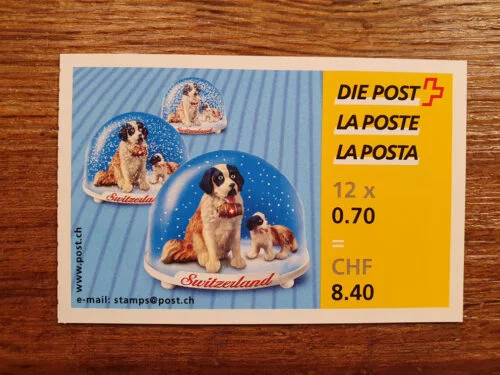 DIE POST
LA POSTE
LA POSTA
12 x
0.70
=
CHF
8.40
Switzerland
Switzerland
Switzerland
www.post.ch
e-mail: stamps@post.ch